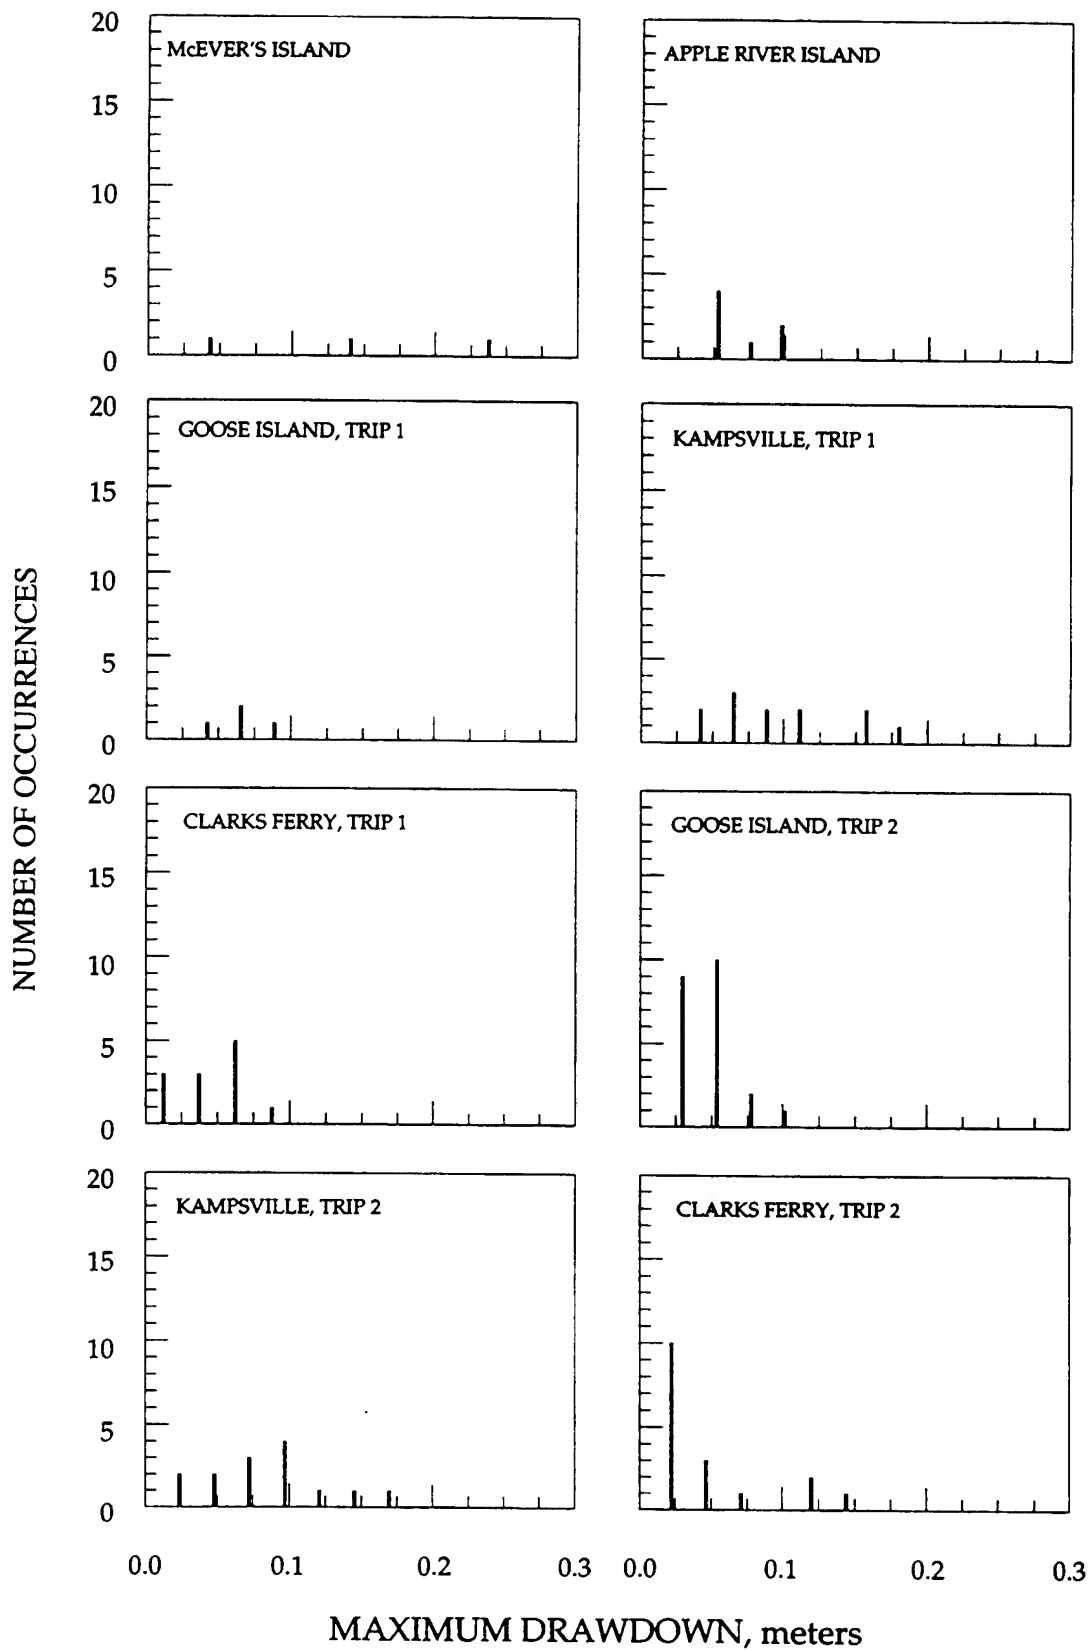 20
15
10
5
0
McEVER'S ISLAND
APPLE RIVER ISLAND
20
15
10
5
0
GOOSE ISLAND, TRIP 1
KAMPSVILLE, TRIP 1
NUMBER OF OCCURRENCES
20
15
10
5
0
CLARKS FERRY, TRIP 1
GOOSE ISLAND, TRIP 2
20
15
10
5
0
KAMPSVILLE, TRIP 2
CLARKS FERRY, TRIP 2
0.0 0.1 0.2 0.3 0.0 0.1 0.2 0.3
MAXIMUM DRAWDOWN, meters